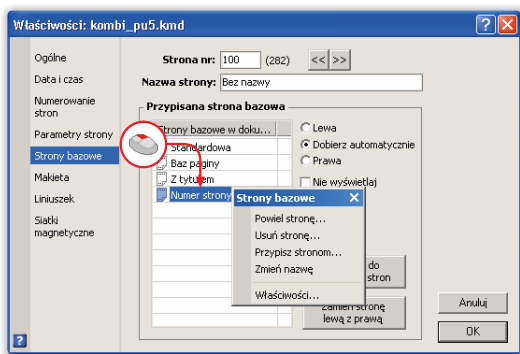 Właściwości: kombi_pu5.kmd
Ogólne
Data i czas
Numerowanie
stron
Parametry strony
Strony bazowe
Makieta
Liniuszek
Siatki
magnetyczne
Strona nr: 100 (282) << >>
Nazwa strony: Bez nazwy
Przypisana strona bazowa
Strony bazowe w doku...
Standardowa
Baz paginy
Z tytułem
Numer strony
Lewa
Dobierz automatycznie
Prawa
Nie wyświetlaj
Strony bazowe
Powiel stronę...
Usuń stronę...
Przypisz stronom...
Zmień nazwę
Właściwości...
do
stron
Zamień stronę
lewą z prawą
Anuluj
OK